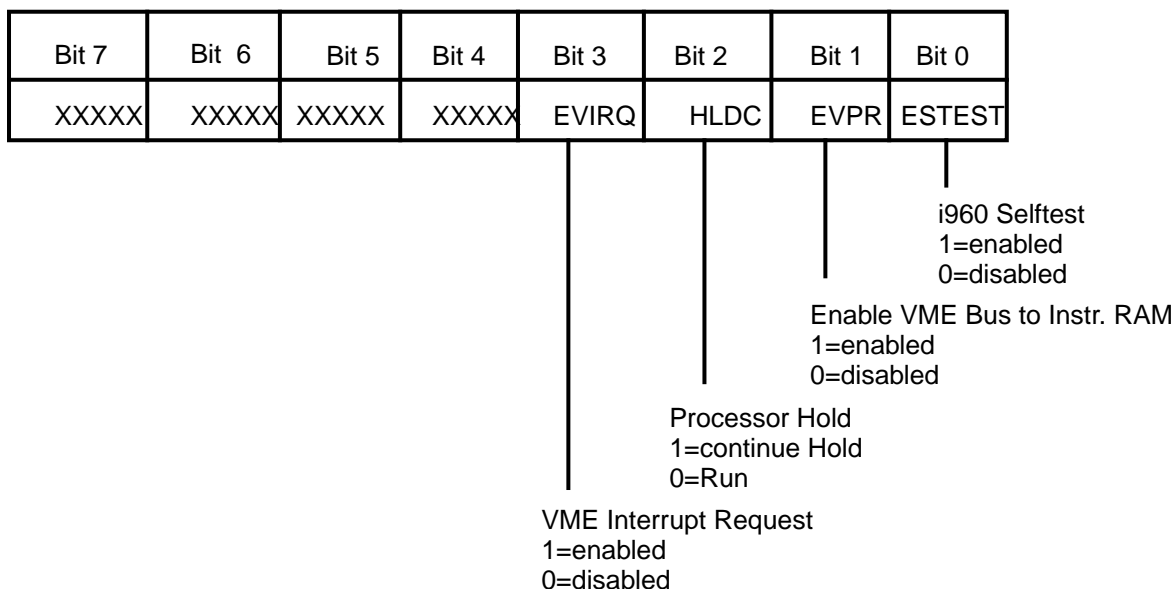 Bit 7 Bit 6 Bit 5 Bit 4 Bit 3 Bit 2 Bit 1 Bit 0
XXXXX XXXXX XXXXX XXXXX EVIRQ HLDC EVPR ESTEST
i960 Selftest
1=enabled
0=disabled
Enable VME Bus to Instr. RAM
1=enabled
0=disabled
Processor Hold
1=continue Hold
0=Run
VME Interrupt Request
1=enabled
0=disabled